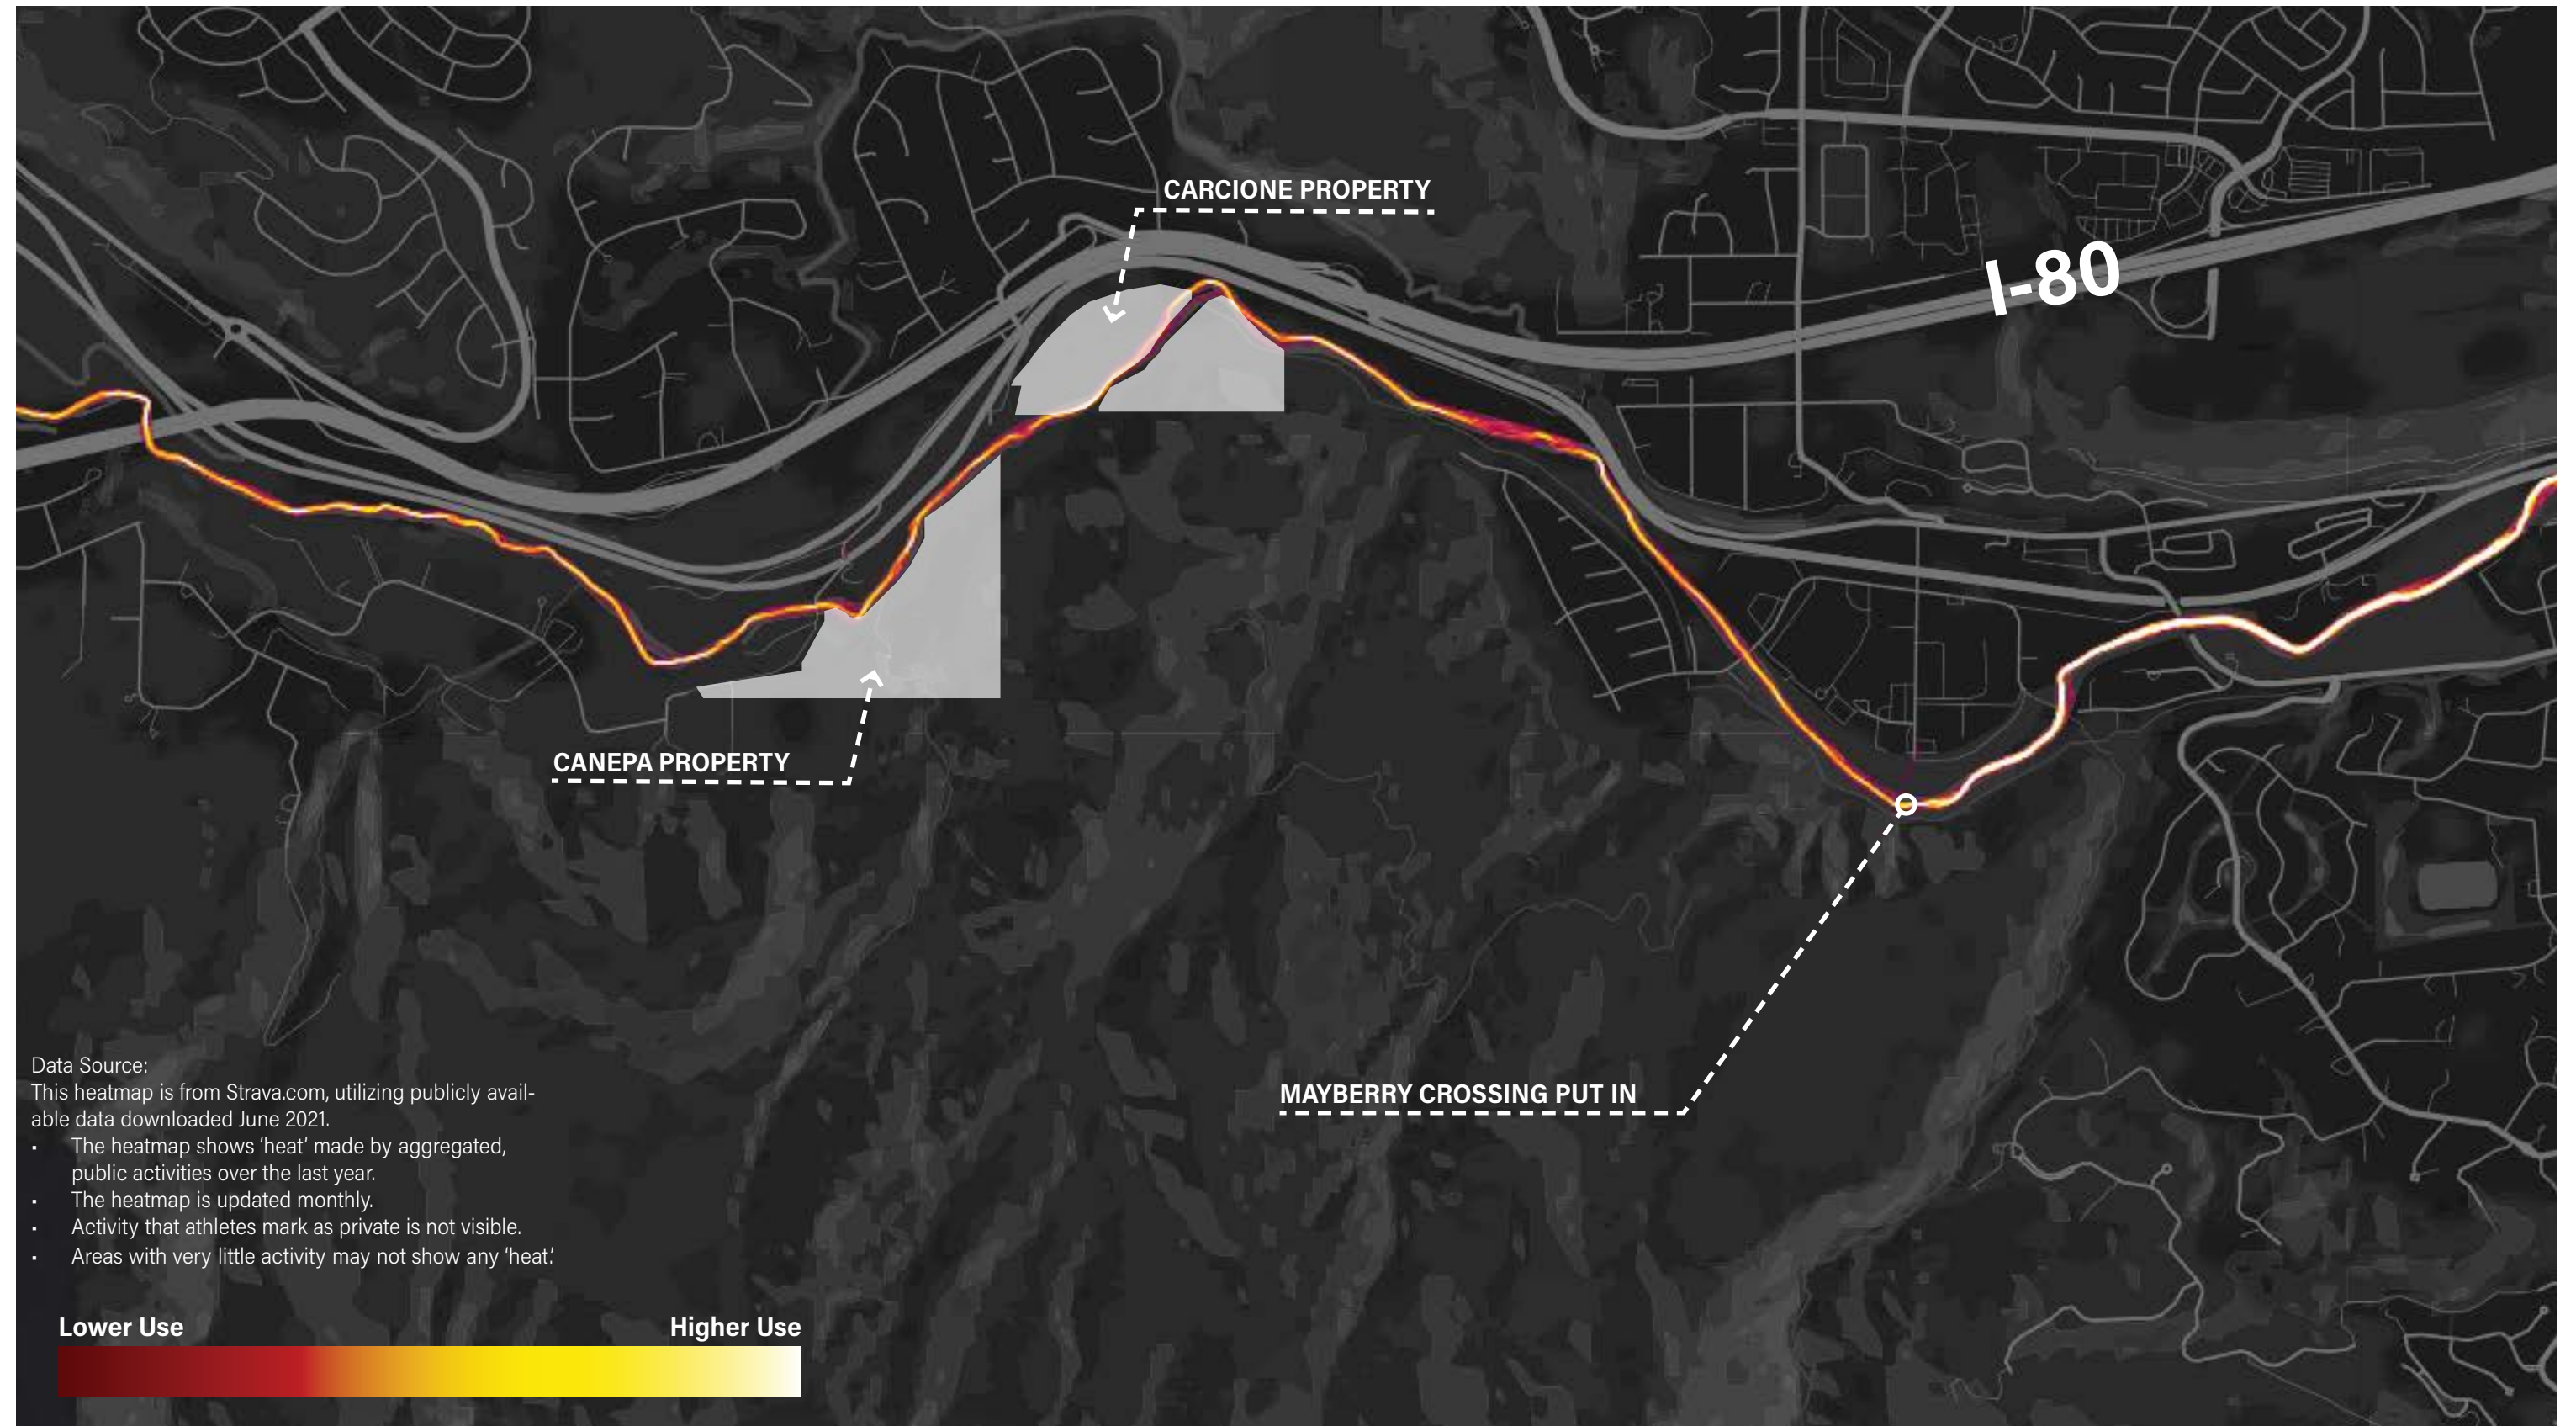 CARCIONE PROPERTY
I-80
CANEPA PROPERTY
MAYBERRY CROSSING PUT IN
Data Source:
This heatmap is from Strava.com, utilizing publicly avail-
able data downloaded June 2021.
• The heatmap shows ‘heat’ made by aggregated,
public activities over the last year.
• The heatmap is updated monthly.
• Activity that athletes mark as private is not visible.
• Areas with very little activity may not show any ‘heat’.
Lower Use
Higher Use